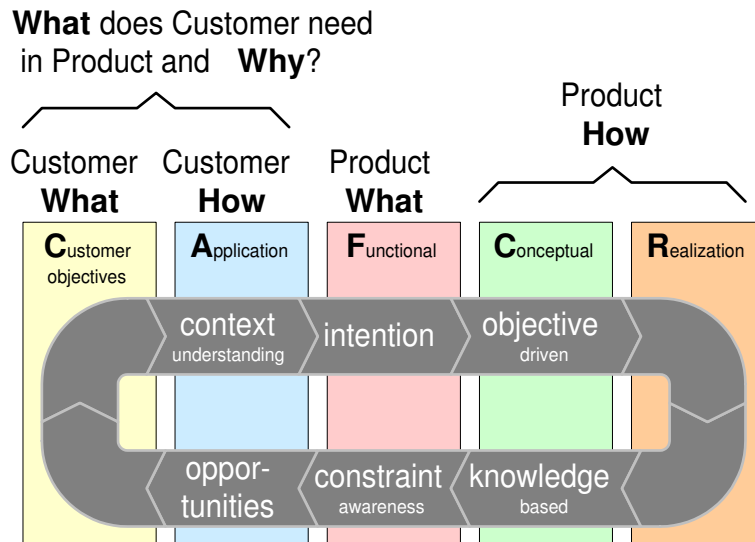 What does Customer need
in Product and Why?
Product
How
Customer
What
Customer
How
Product
What
Customer
objectives
Application
Functional
Conceptual
Realization
context
understanding
intention
objective
driven
oppor-
tunities
constraint
awareness
knowledge
based